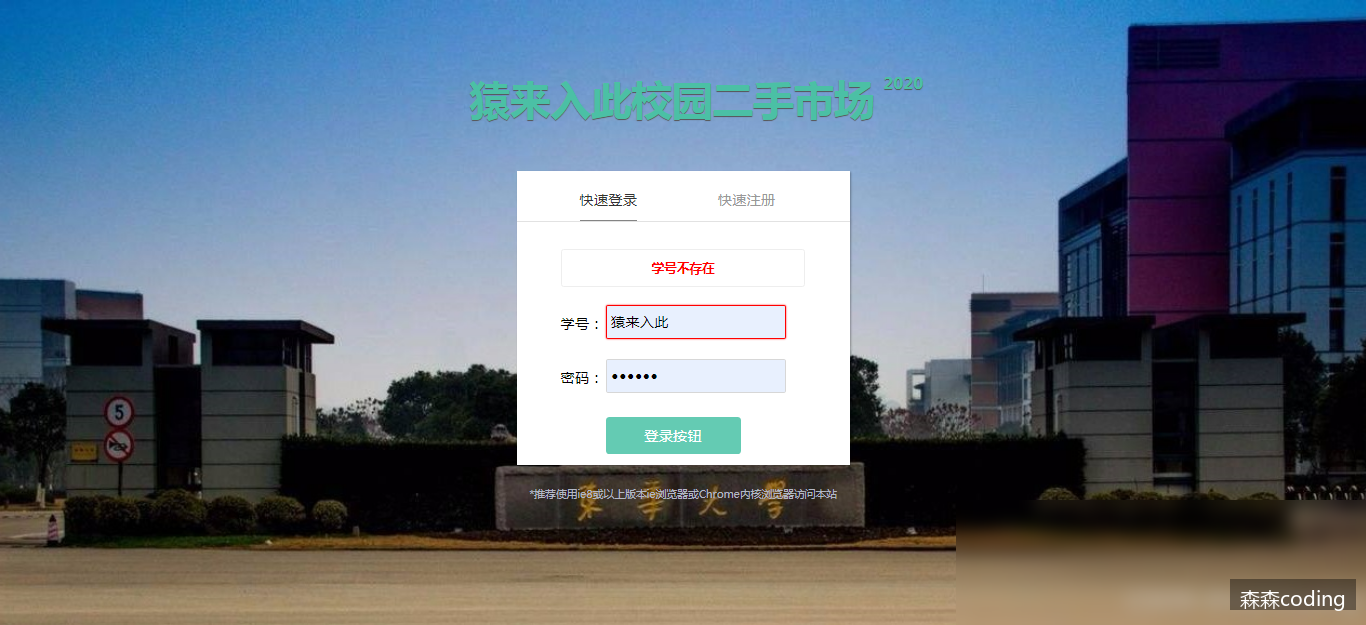 猿来入此校园二手市场 2020
快速登录 快速注册
学号不存在
学号： 猿来入此
密码： ••••••
登录按钮
*推荐使用ie8或以上版本ie浏览器或Chrome内核浏览器访问本站
5
東華大學
森森coding